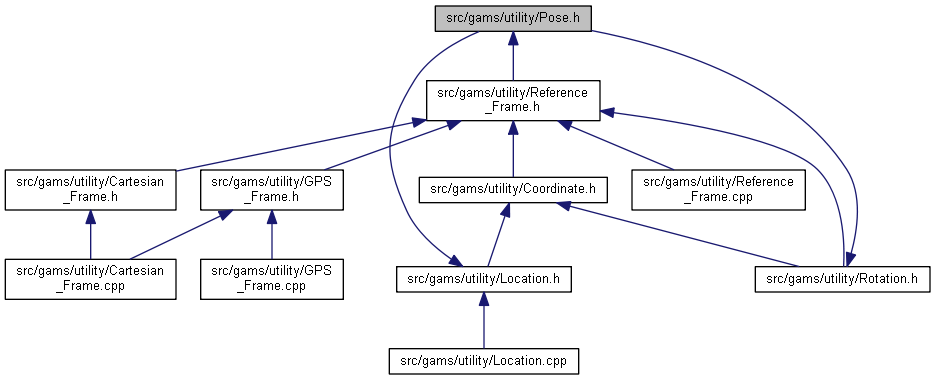 src/gams/utility/Pose.h
src/gams/utility/Reference
_Frame.h
src/gams/utility/Cartesian
_Frame.h
src/gams/utility/GPS
_Frame.h
src/gams/utility/Coordinate.h
src/gams/utility/Reference
_Frame.cpp
src/gams/utility/Cartesian
_Frame.cpp
src/gams/utility/GPS
_Frame.cpp
src/gams/utility/Location.h
src/gams/utility/Rotation.h
src/gams/utility/Location.cpp